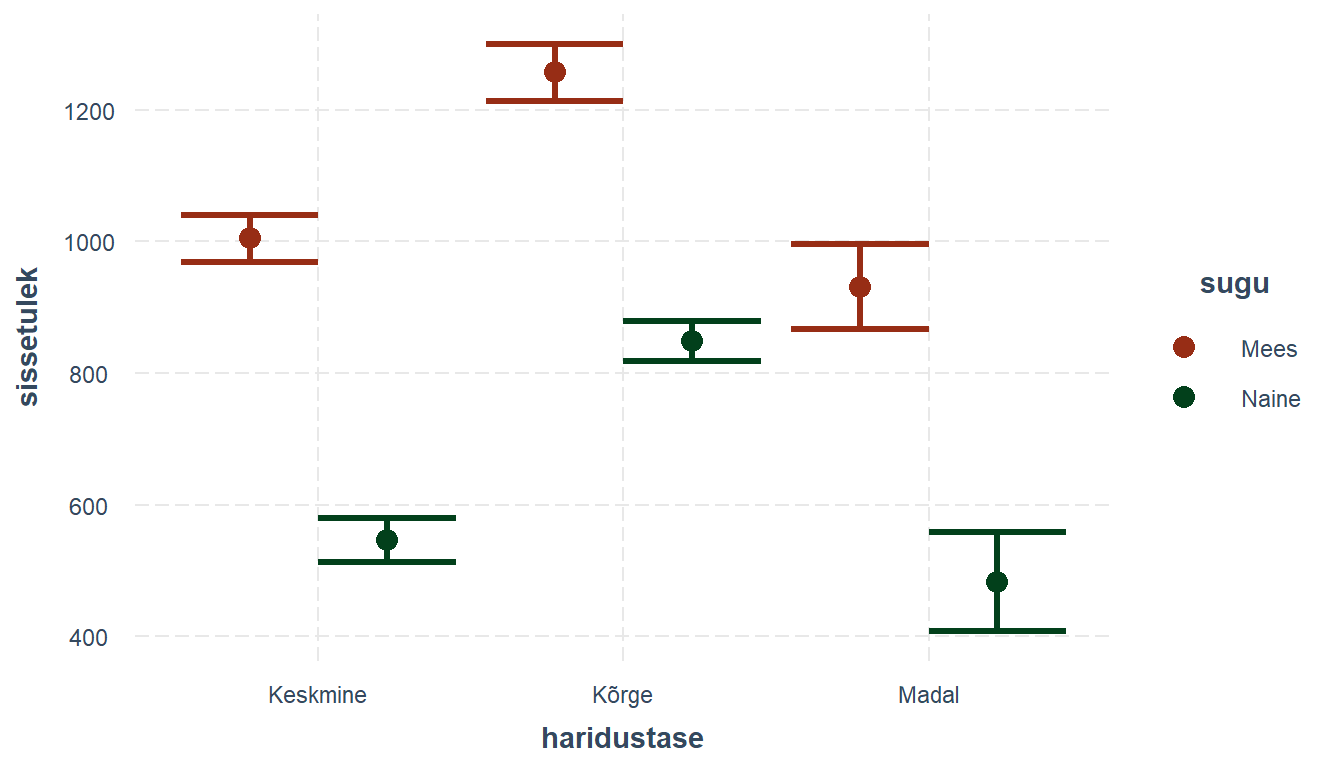 1200
1000
800
600
400
sissetulek
Keskmine
Kõrge
Madal
haridustase
sugu
Mees
Naine